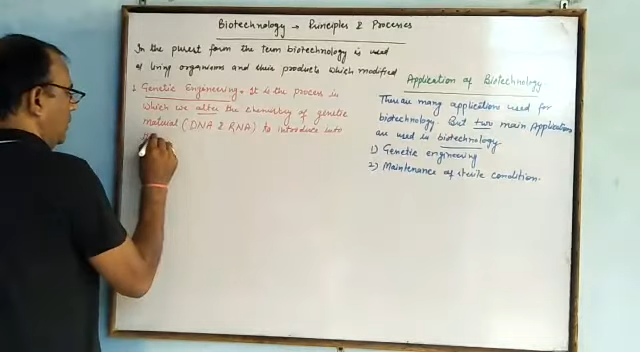 Biotechnology → Principles & Processes
In the purest form the term biotechnology is used
of living organisms and their products which modified
Application of Biotechnology
1 Genetic Engineering. It is the process in
which we alter the chemistry of genetic
material (DNA & RNA) to introduce into
There are many applications used for
biotechnology. But two main Applications
are used in biotechnology.
1) Genetic engineering
2) Maintenance of sterile condition.